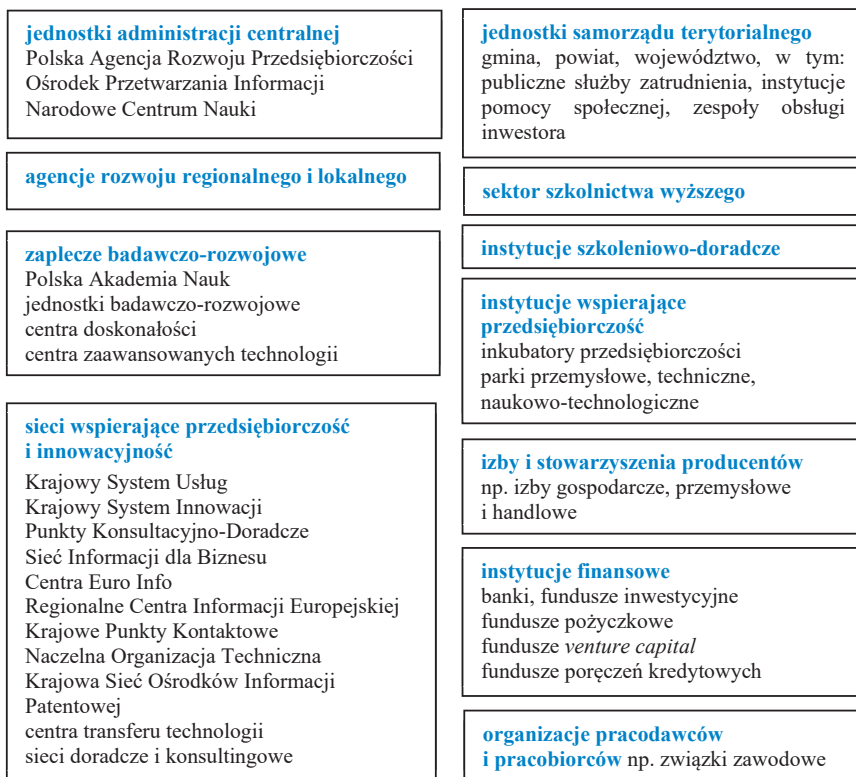 jednostki administracji centralnej
Polska Agencja Rozwoju Przedsiębiorczości
Ośrodek Przetwarzania Informacji
Narodowe Centrum Nauki
agencje rozwoju regionalnego i lokalnego
zaplecze badawczo-rozwojowe
Polska Akademia Nauk
jednostki badawczo-rozwojowe
centra doskonałości
centra zaawansowanych technologii
sieci wspierające przedsiębiorczość
i innowacyjność
Krajowy System Usług
Krajowy System Innowacji
Punkty Konsultacyjno-Doradcze
Sieć Informacji dla Biznesu
Centra Euro Info
Regionalne Centra Informacji Europejskiej
Krajowe Punkty Kontaktowe
Naczelna Organizacja Techniczna
Krajowa Sieć Ośrodków Informacji
Patentowej
centra transferu technologii
sieci doradcze i konsultingowe
jednostki samorządu terytorialnego
gmina, powiat, województwo, w tym:
publiczne służby zatrudnienia, instytucje
pomocy społecznej, zespoły obsługi
inwestora
sektor szkolnictwa wyższego
instytucje szkoleniowo-doradcze
instytucje wspierające
przedsiębiorczość
inkubatory przedsiębiorczości
parki przemysłowe, techniczne,
naukowo-technologiczne
izby i stowarzyszenia producentów
np. izby gospodarcze, przemysłowe
i handlowe
instytucje finansowe
banki, fundusze inwestycyjne
fundusze pożyczkowe
fundusze venture capital
fundusze poręczeń kredytowych
organizacje pracodawców
i pracobiorców np. związki zawodowe